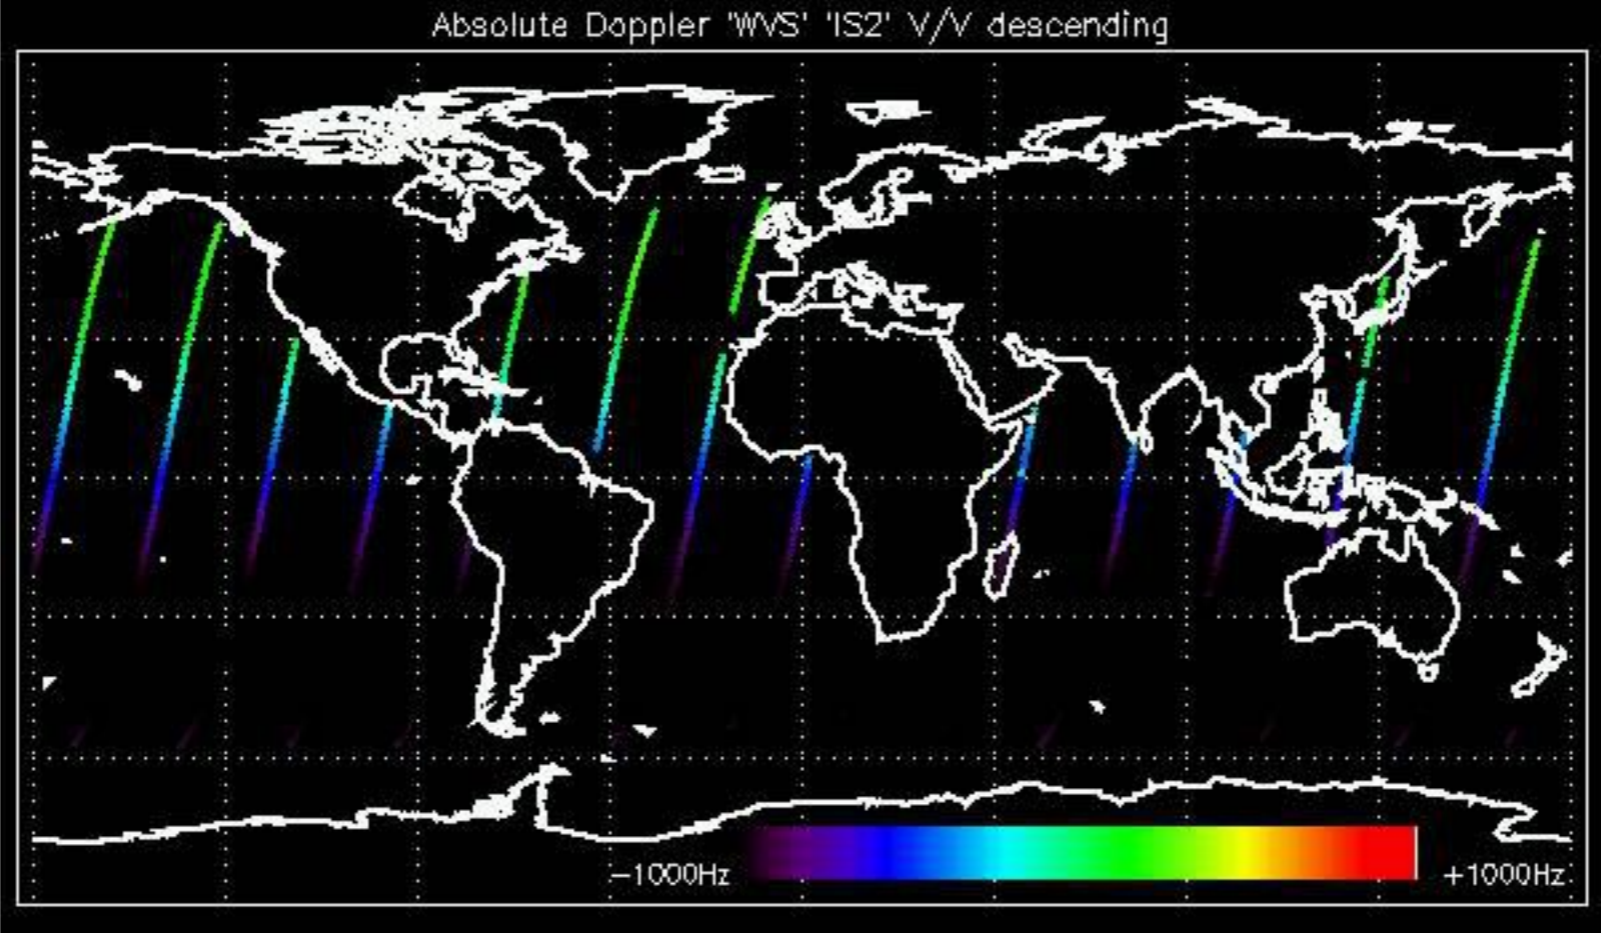 Absolute Doppler 'WVS' 'IS2' V/V descending
−1000Hz +1000Hz